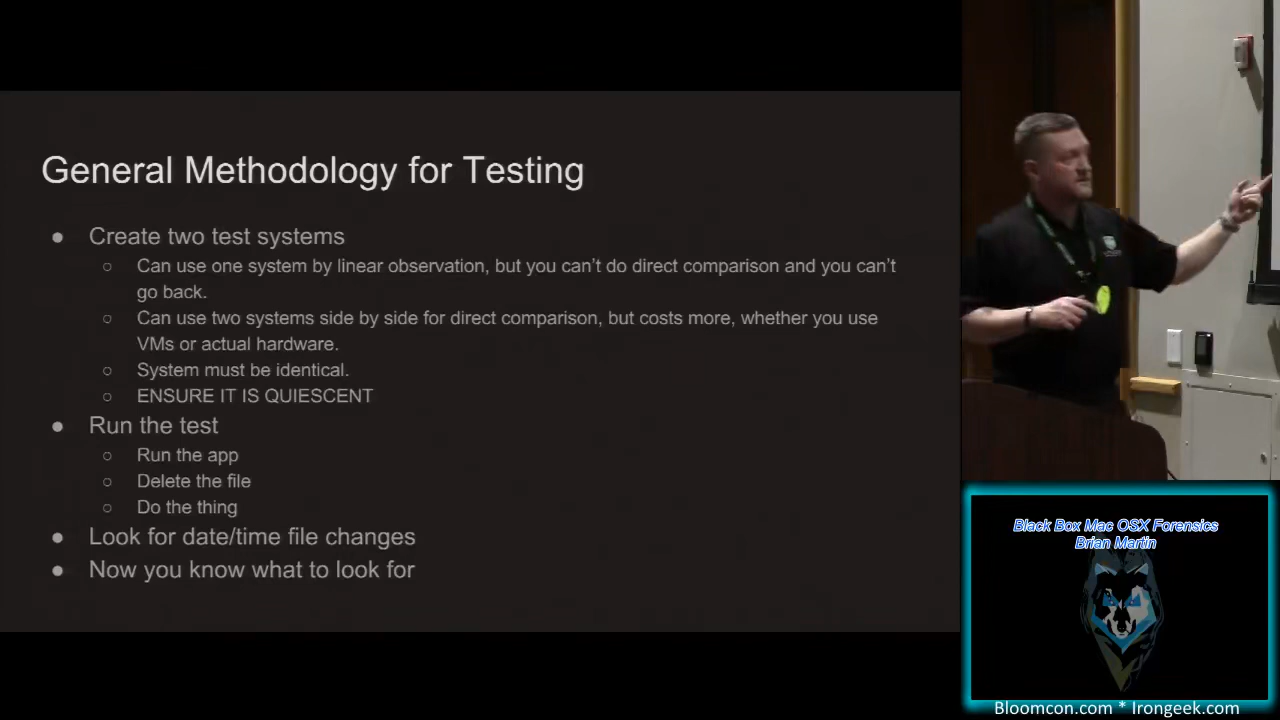 General Methodology for Testing
● Create two test systems
○ Can use one system by linear observation, but you can't do direct comparison and you can't
go back.
○ Can use two systems side by side for direct comparison, but costs more, whether you use
VMs or actual hardware.
○ System must be identical.
○ ENSURE IT IS QUIESCENT
● Run the test
○ Run the app
○ Delete the file
○ Do the thing
● Look for date/time file changes
● Now you know what to look for
Black Box Mac OSX Forensics
Brian Martin
Bloomcon.com * Irongeek.com